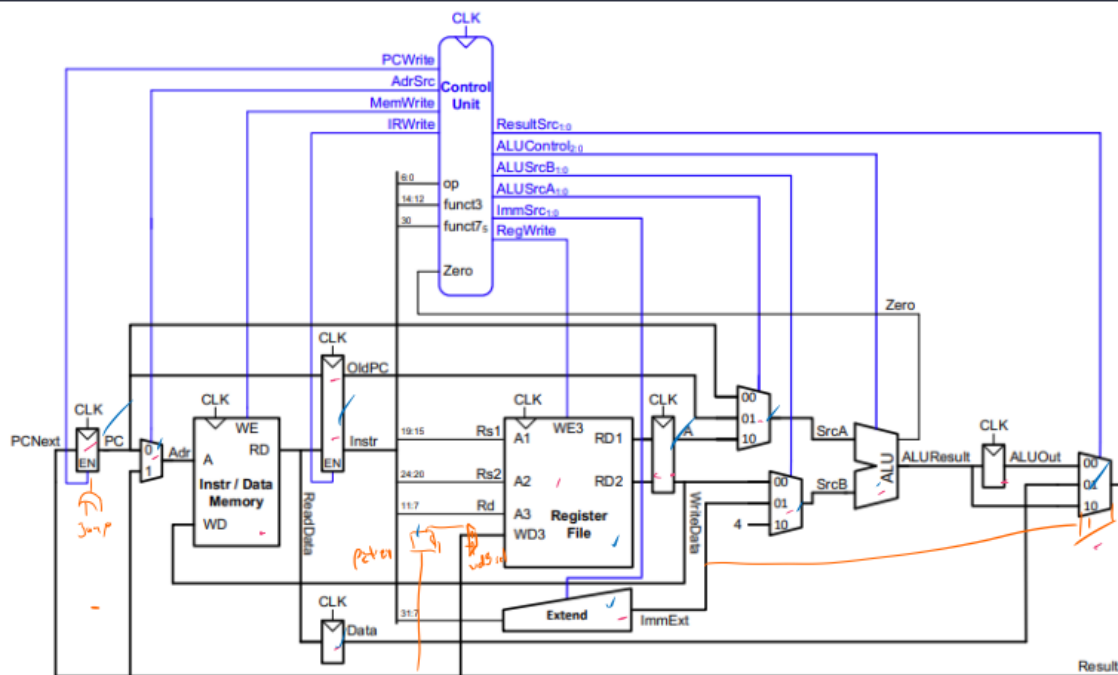 CLK
PCWrite
AdrSrc
MemWrite
IRWrite
Control
Unit
ResultSrc1:0
ALUControl2:0
ALUSrcB1:0
ALUSrcA1:0
ImmSrc1:0
RegWrite
6:0
op
14:12
funct3
30
funct75
Zero
Zero
CLK
OldPC
CLK
CLK
CLK
CLK
CLK
PCNext
PC
EN
0
1
Adr
WE
A
RD
Instr / Data
Memory
WD
EN
Instr
ReadData
19:15
Rs1
A1
WE3
RD1
24:20
Rs2
A2
RD2
11:7
Rd
A3
WD3
Register
File
A
WriteData
00
01
10
SrcA
00
01
4
10
SrcB
ALU
ALUResult
ALUOut
00
01
10
Jump
31:7
Extend
ImmExt
CLK
Data
Result